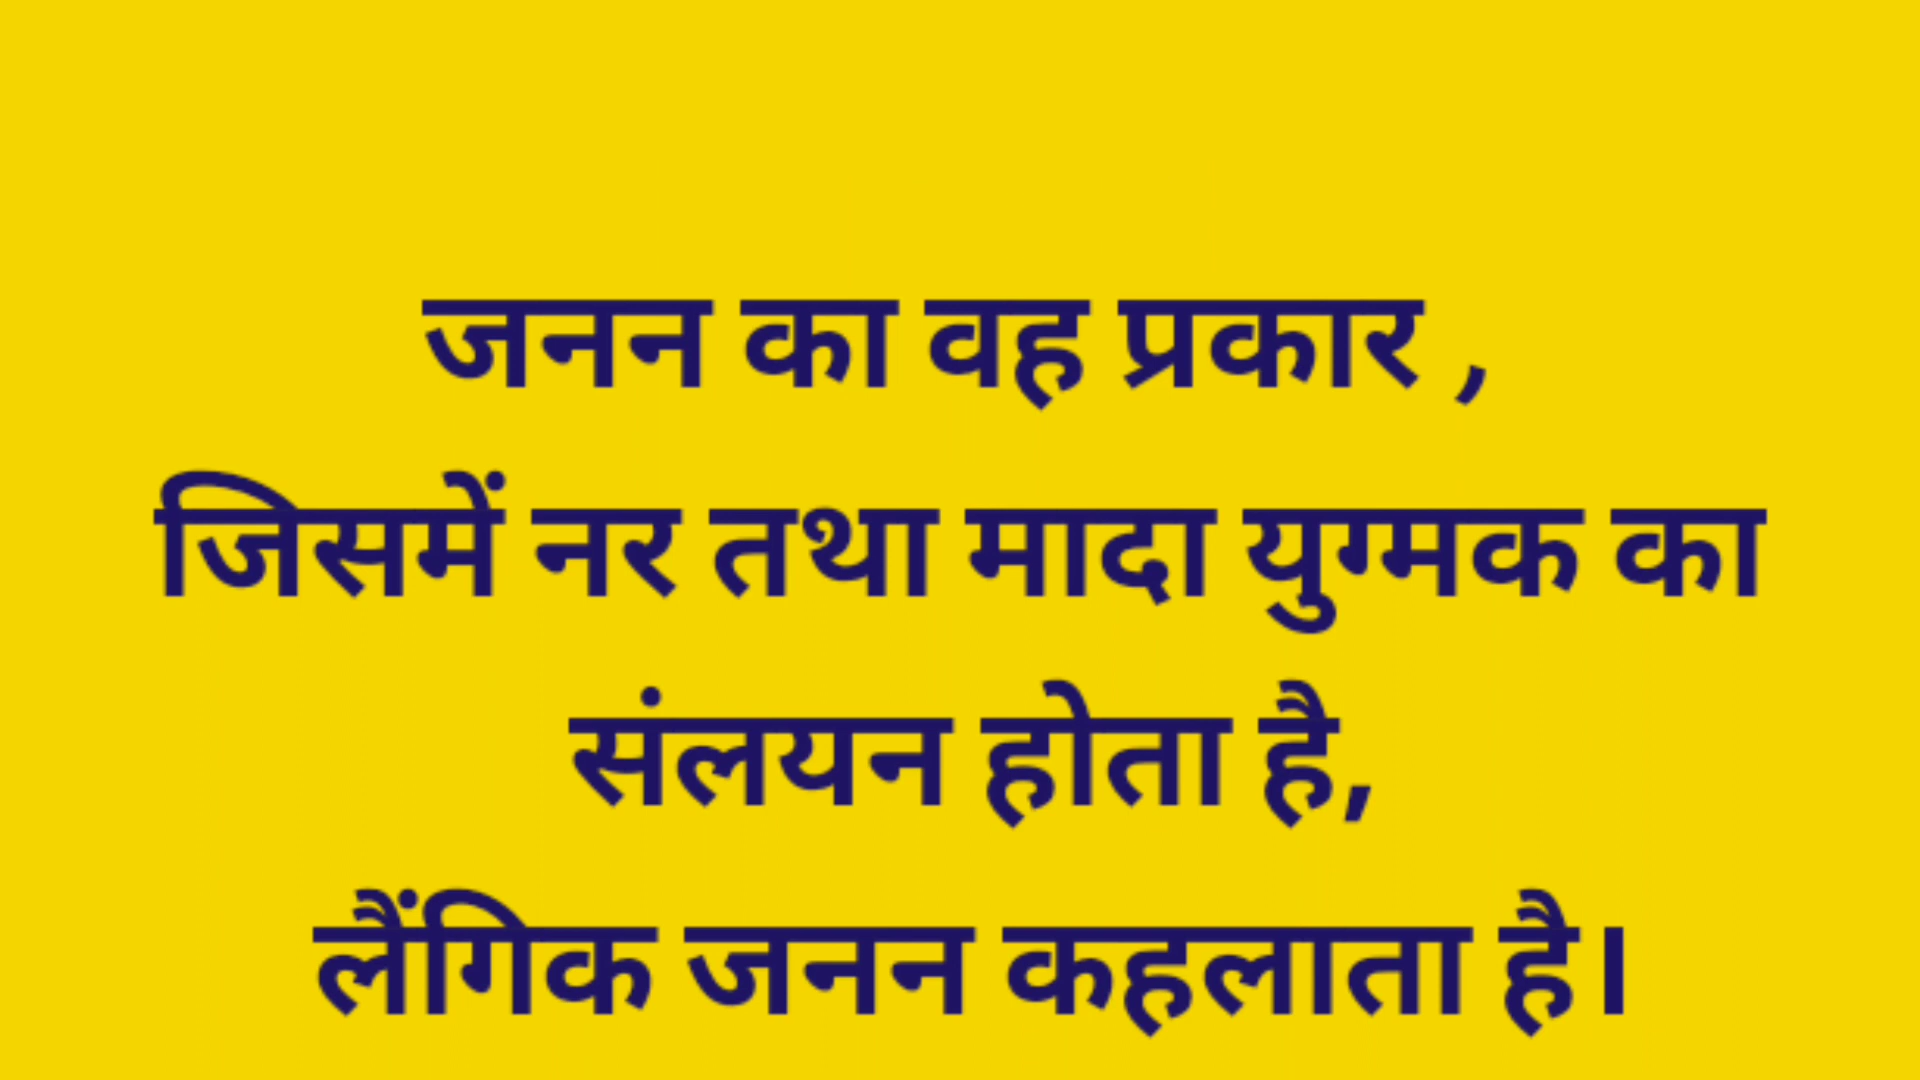 जनन का वह प्रकार ,
जिसमें नर तथा मादा युग्मक का
संलयन होता है,
लैंगिक जनन कहलाता है।